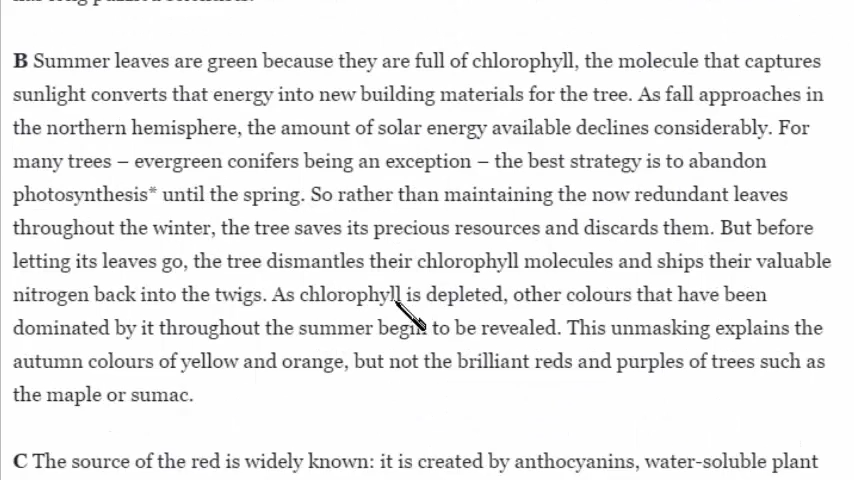 B Summer leaves are green because they are full of chlorophyll, the molecule that captures
sunlight converts that energy into new building materials for the tree. As fall approaches in
the northern hemisphere, the amount of solar energy available declines considerably. For
many trees – evergreen conifers being an exception – the best strategy is to abandon
photosynthesis* until the spring. So rather than maintaining the now redundant leaves
throughout the winter, the tree saves its precious resources and discards them. But before
letting its leaves go, the tree dismantles their chlorophyll molecules and ships their valuable
nitrogen back into the twigs. As chlorophyll is depleted, other colours that have been
dominated by it throughout the summer begin to be revealed. This unmasking explains the
autumn colours of yellow and orange, but not the brilliant reds and purples of trees such as
the maple or sumac.
C The source of the red is widely known: it is created by anthocyanins, water-soluble plant